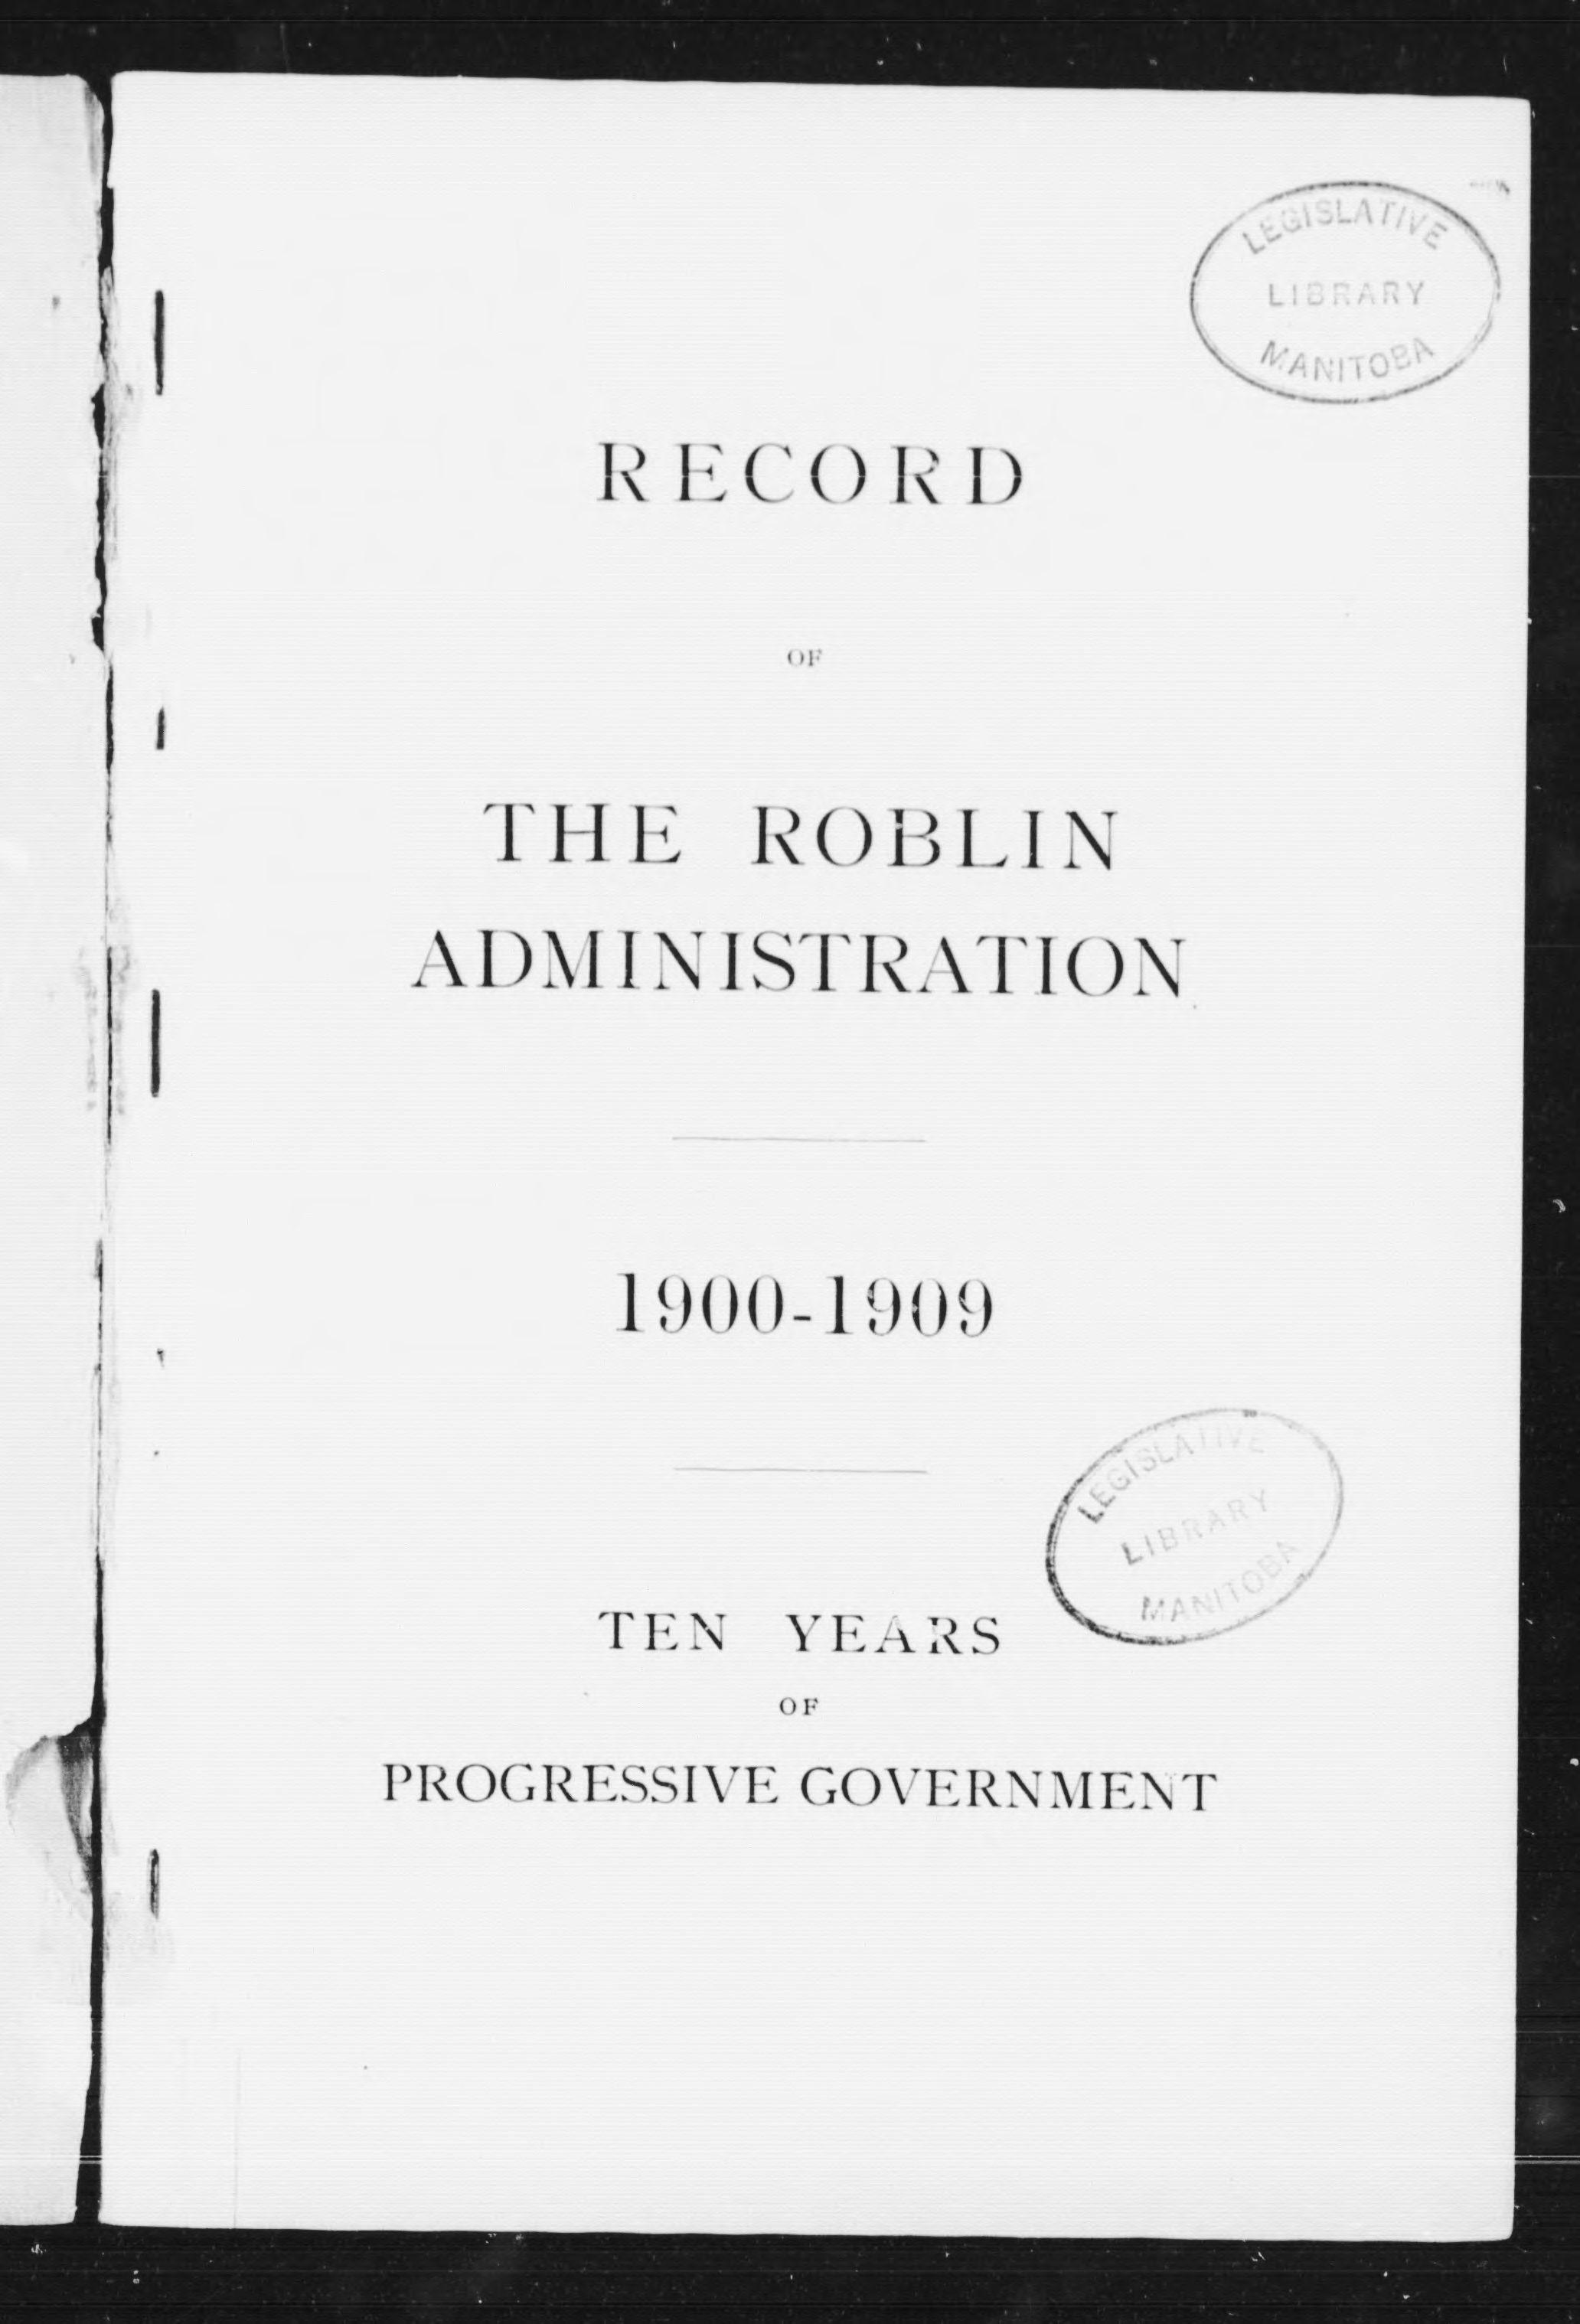 LEGISLATIVE
LIBRARY
MANITOBA
RECORD
OF
THE ROBLIN
ADMINISTRATION
1900-1909
LEGISLATIVE
LIBRARY
MANITOBA
TEN YEARS
OF
PROGRESSIVE GOVERNMENT